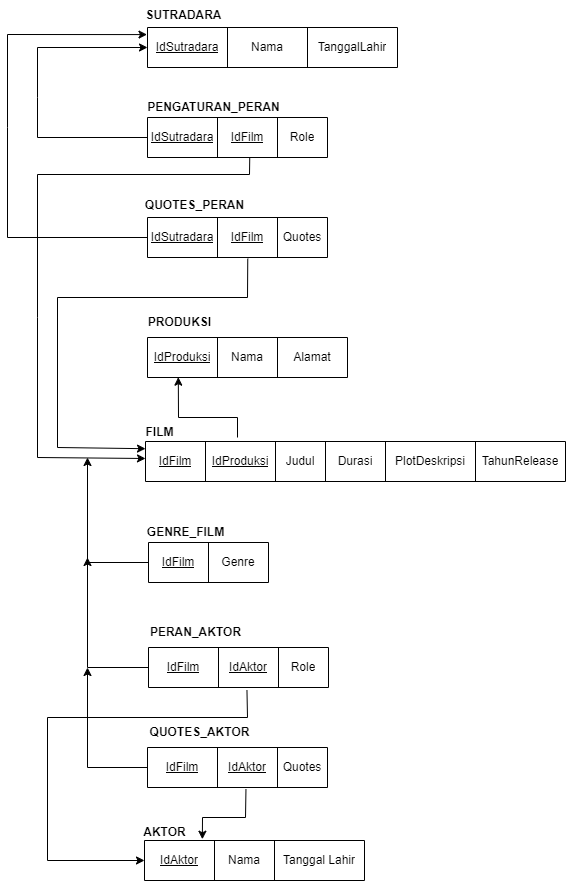 SUTRADARA
IdSutradara Nama TanggalLahir
PENGATURAN_PERAN
IdSutradara IdFilm Role
QUOTES_PERAN
IdSutradara IdFilm Quotes
PRODUKSI
IdProduksi Nama Alamat
FILM
IdFilm IdProduksi Judul Durasi PlotDeskripsi TahunRelease
GENRE_FILM
IdFilm Genre
PERAN_AKTOR
IdFilm IdAktor Role
QUOTES_AKTOR
IdFilm IdAktor Quotes
AKTOR
IdAktor Nama Tanggal Lahir